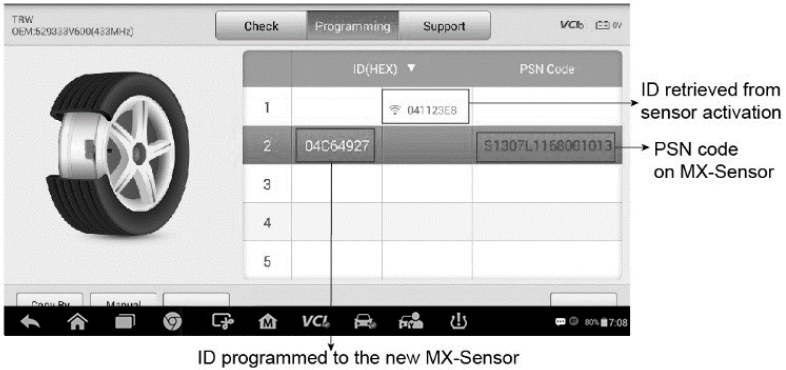 TRW
OEM:529333V600(433MHz)
Check
Programming
Support
VCI
0V
ID(HEX) ▼
PSN Code
1
041123E8
2
04C64927
S1307L1168001013
3
4
5
Copy By
Manual
VCI
80%
7:08
ID retrieved from
sensor activation
PSN code
on MX-Sensor
ID programmed to the new MX-Sensor